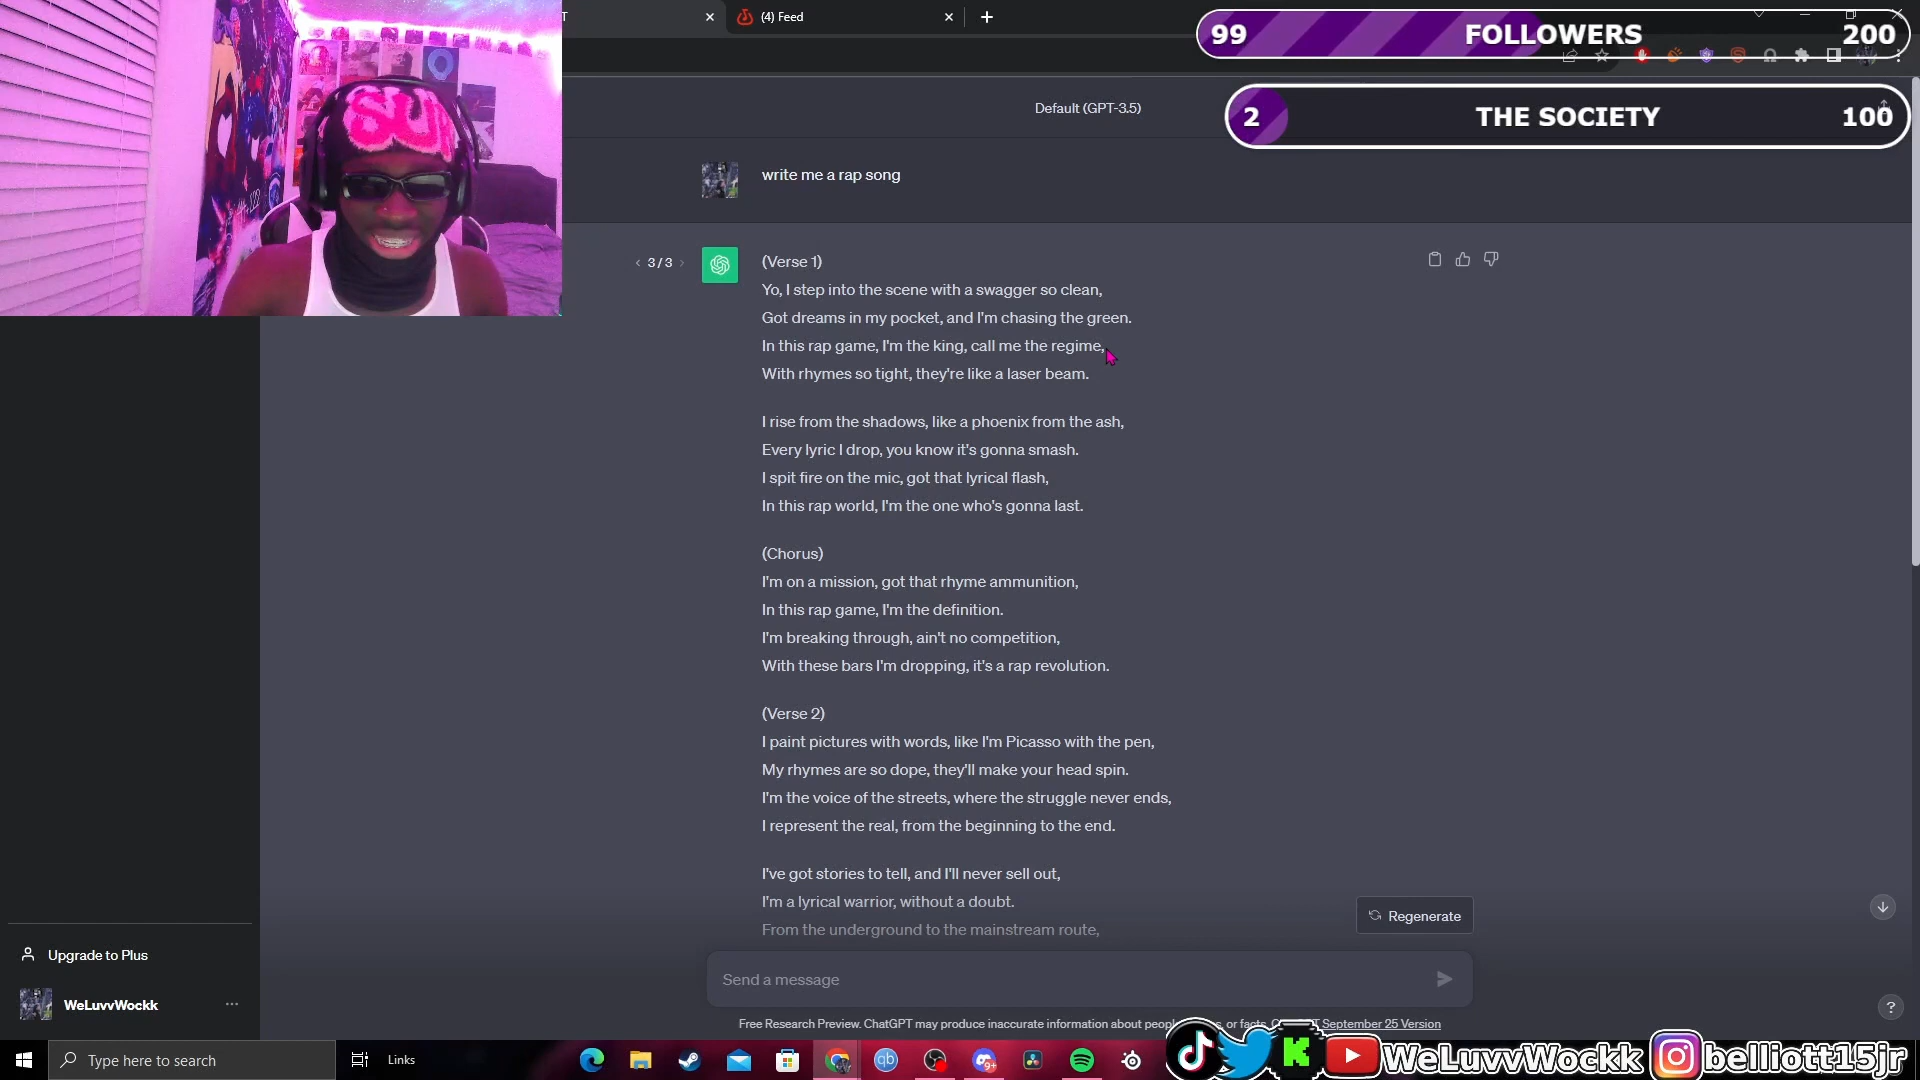 T
(4) Feed
99 FOLLOWERS 200
2 THE SOCIETY 100
Default (GPT-3.5)
write me a rap song
3 / 3
(Verse 1)
Yo, I step into the scene with a swagger so clean,
Got dreams in my pocket, and I'm chasing the green.
In this rap game, I'm the king, call me the regime,
With rhymes so tight, they're like a laser beam.
I rise from the shadows, like a phoenix from the ash,
Every lyric I drop, you know it's gonna smash.
I spit fire on the mic, got that lyrical flash,
In this rap world, I'm the one who's gonna last.
(Chorus)
I'm on a mission, got that rhyme ammunition,
In this rap game, I'm the definition.
I'm breaking through, ain't no competition,
With these bars I'm dropping, it's a rap revolution.
(Verse 2)
I paint pictures with words, like I'm Picasso with the pen,
My rhymes are so dope, they'll make your head spin.
I'm the voice of the streets, where the struggle never ends,
I represent the real, from the beginning to the end.
I've got stories to tell, and I'll never sell out,
I'm a lyrical warrior, without a doubt.
From the underground to the mainstream route,
Regenerate
Upgrade to Plus
Send a message
WeLuvvWockk
?
Free Research Preview. ChatGPT may produce inaccurate information about or facts. September 25 Version
Type here to search
Links
qb
9+
K
WeLuvvWockk
belliott15jr